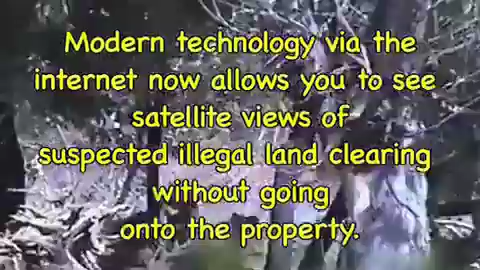 Modern technology via the
internet now allows you to see
satellite views of
suspected illegal land clearing
without going
onto the property.